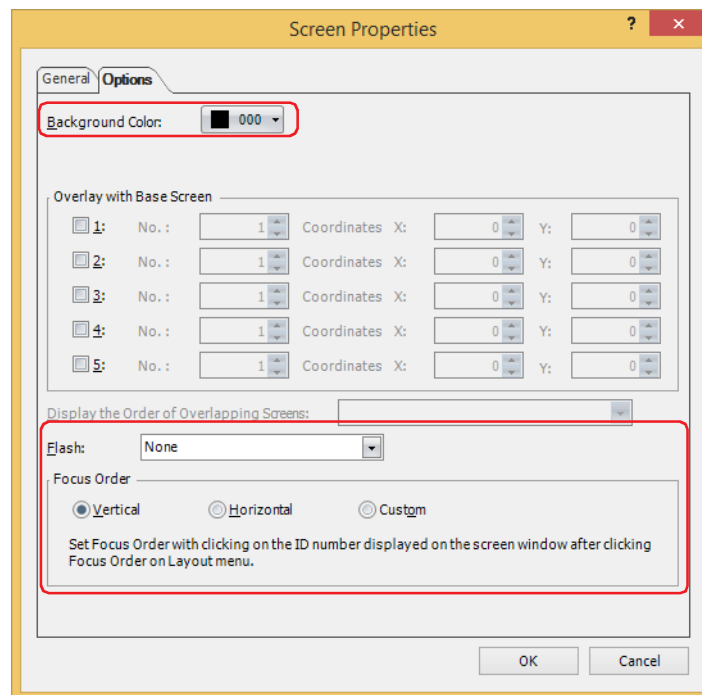 Screen Properties
?
General Options
Background Color: 000
Overlay with Base Screen
1: No.: 1 Coordinates X: 0 Y: 0
2: No.: 1 Coordinates X: 0 Y: 0
3: No.: 1 Coordinates X: 0 Y: 0
4: No.: 1 Coordinates X: 0 Y: 0
5: No.: 1 Coordinates X: 0 Y: 0
Display the Order of Overlapping Screens:
Flash: None
Focus Order
Vertical Horizontal Custom
Set Focus Order with clicking on the ID number displayed on the screen window after clicking
Focus Order on Layout menu.
OK Cancel